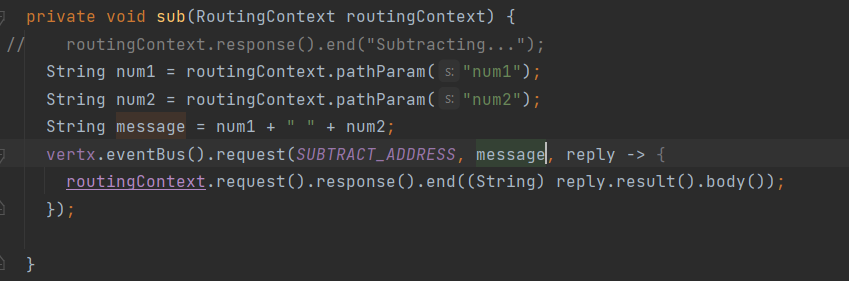 private void sub(RoutingContext routingContext) {
//    routingContext.response().end("Subtracting...");
String num1 = routingContext.pathParam( s: "num1");
String num2 = routingContext.pathParam( s: "num2");
String message = num1 + " " + num2;
vertx.eventBus().request(SUBTRACT_ADDRESS, message, reply -> {
routingContext.request().response().end((String) reply.result().body());
});
}